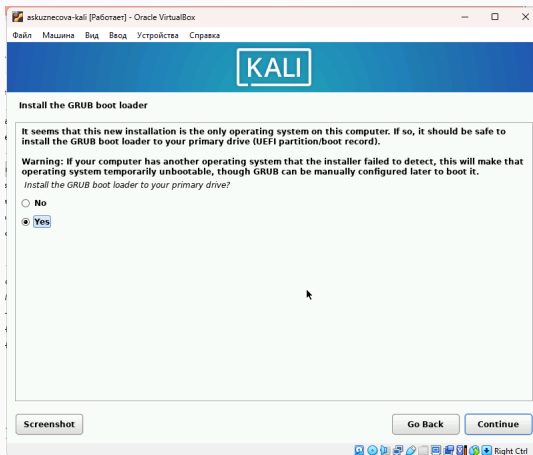 askuznecova-kali [Работает] - Oracle VirtualBox
Файл Машина Вид Ввод Устройства Справка
KALI
Install the GRUB boot loader
It seems that this new installation is the only operating system on this computer. If so, it should be safe to
install the GRUB boot loader to your primary drive (UEFI partition/boot record).
Warning: If your computer has another operating system that the installer failed to detect, this will make that
operating system temporarily unbootable, though GRUB can be manually configured later to boot it.
Install the GRUB boot loader to your primary drive?
No
Yes
Screenshot Go Back Continue
Right Ctrl